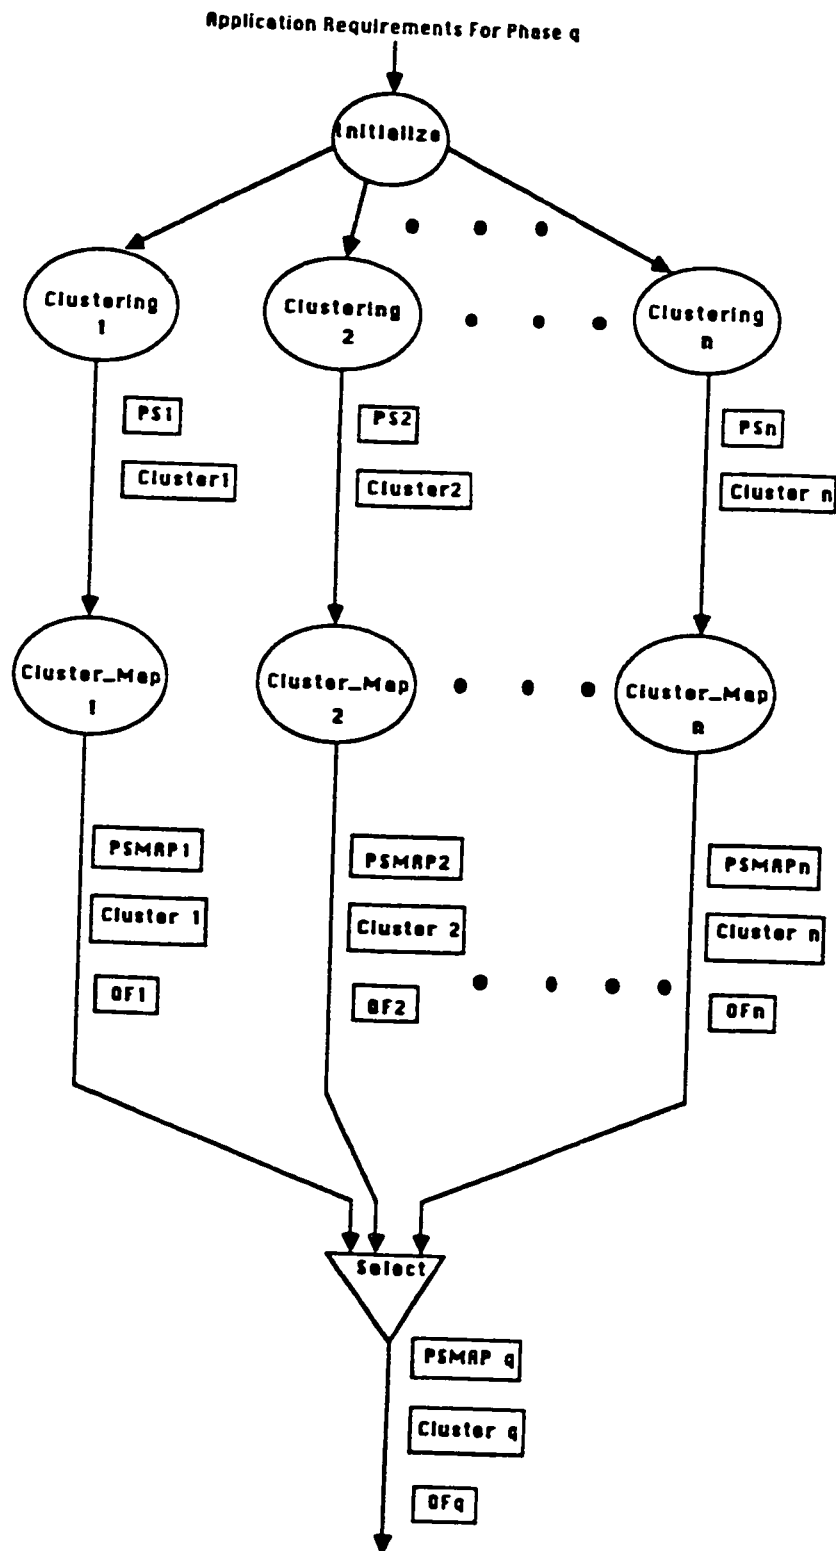 Application Requirements For Phase q
Initialize
Clustering
1
Clustering
2
Clustering
n
PS1
PS2
PSn
Cluster1
Cluster2
Cluster n
Cluster_Map
1
Cluster_Map
2
Cluster_Map
n
PSMAP1
PSMAP2
PSMAPn
Cluster 1
Cluster 2
Cluster n
OF1
OF2
OFn
Select
PSMAP q
Cluster q
OFq